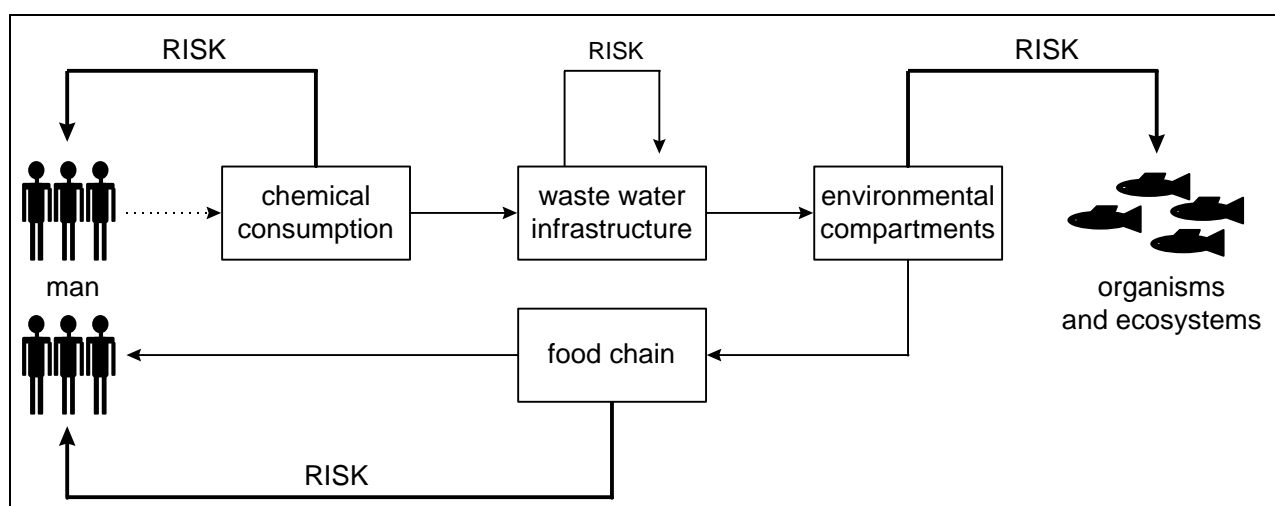 RISK
RISK
RISK
chemical
consumption
waste water
infrastructure
environmental
compartments
man
organisms
and ecosystems
food chain
RISK